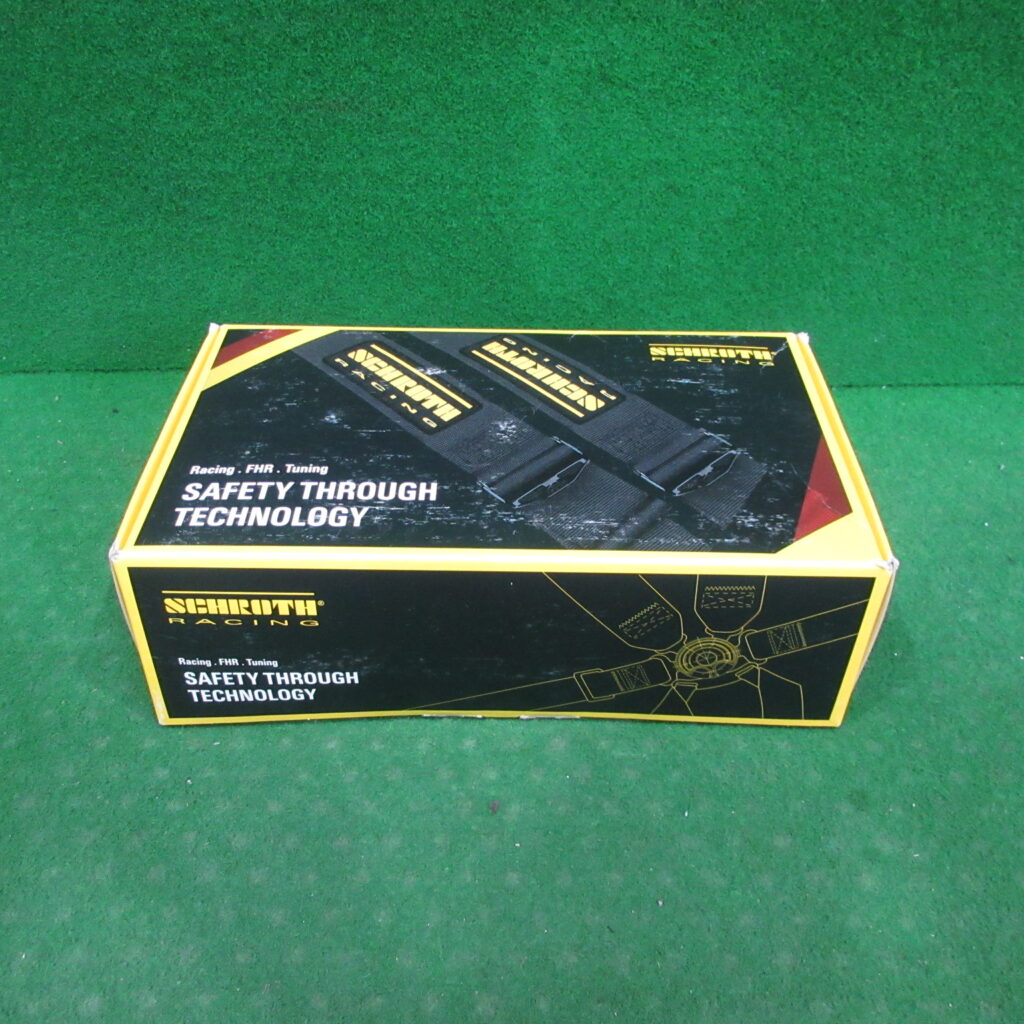 SCHROTH
RACING
SCHROTH
RACING
SCHROTH
RACING
Racing . FHR . Tuning
SAFETY THROUGH
TECHNOLOGY
SCHROTH®
RACING
Racing . FHR . Tuning
SAFETY THROUGH
TECHNOLOGY